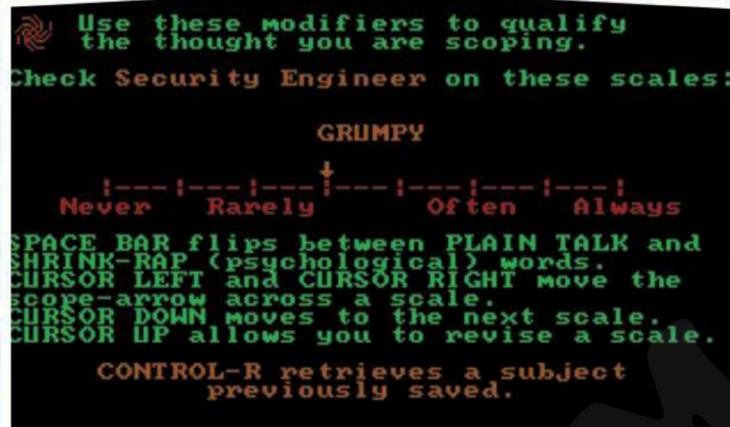 Use these modifiers to qualify
the thought you are scoping.
Check Security Engineer on these scales:
GRUMPY
Never Rarely Often Always
SPACE BAR flips between PLAIN TALK and
SHRINK-RAP (psychological) words.
CURSOR LEFT and CURSOR RIGHT move the
scope-arrow across a scale.
CURSOR DOWN moves to the next scale.
CURSOR UP allows you to revise a scale.
CONTROL-R retrieves a subject
previously saved.